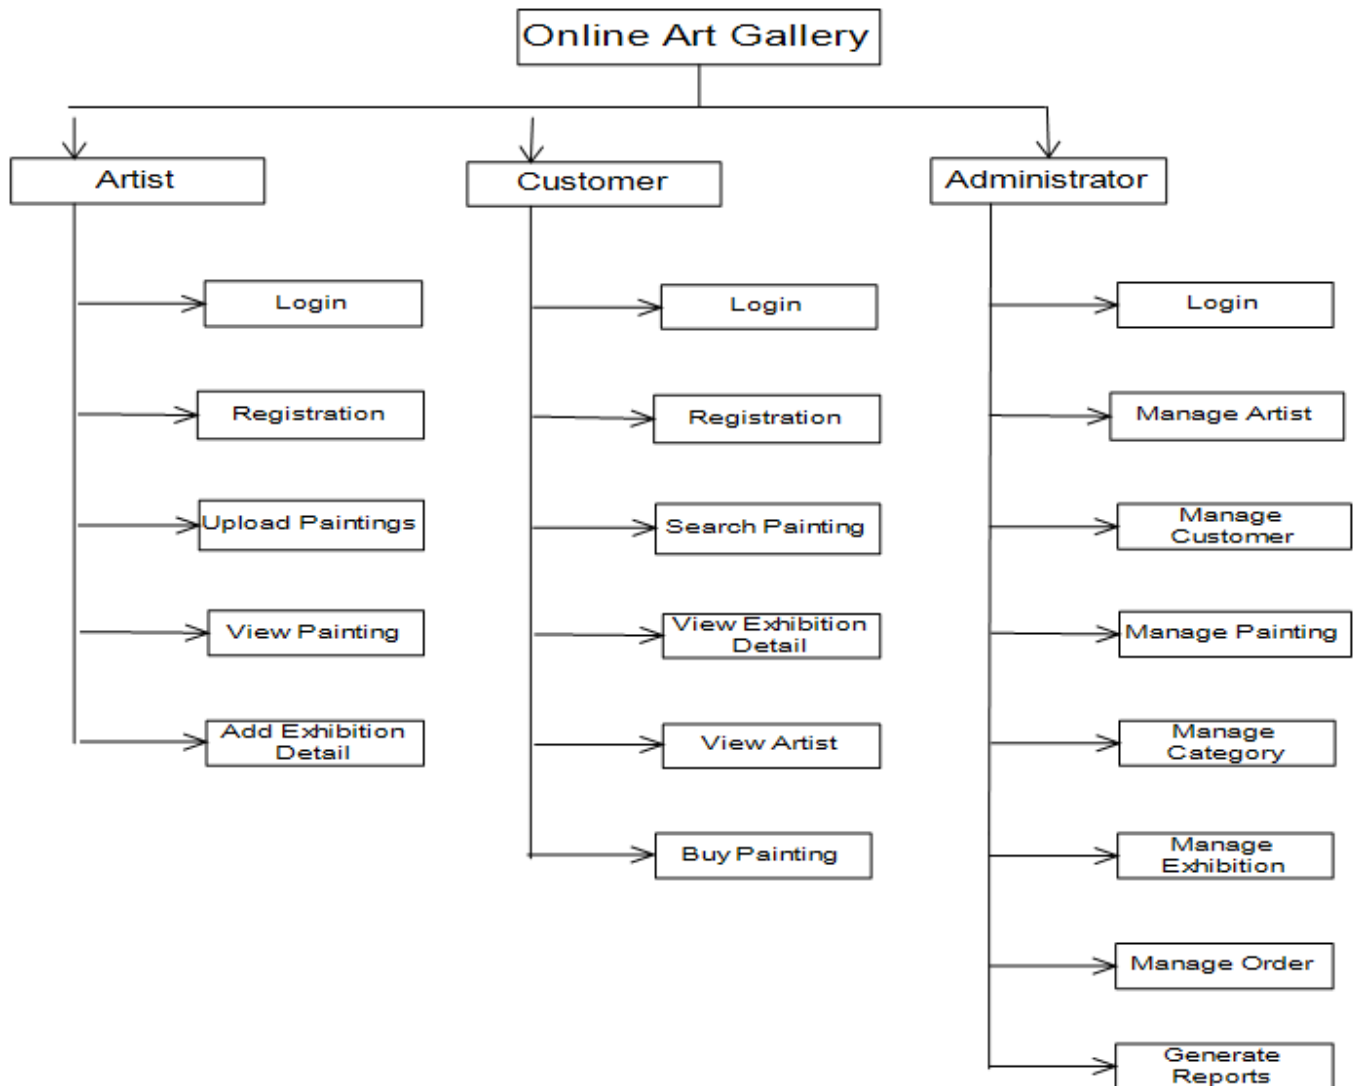 Online Art Gallery
Artist
Customer
Administrator
Login
Registration
Upload Paintings
View Painting
Add Exhibition
Detail
Login
Registration
Search Painting
View Exhibition
Detail
View Artist
Buy Painting
Login
Manage Artist
Manage
Customer
Manage Painting
Manage
Category
Manage
Exhibition
Manage Order
Generate
Reports